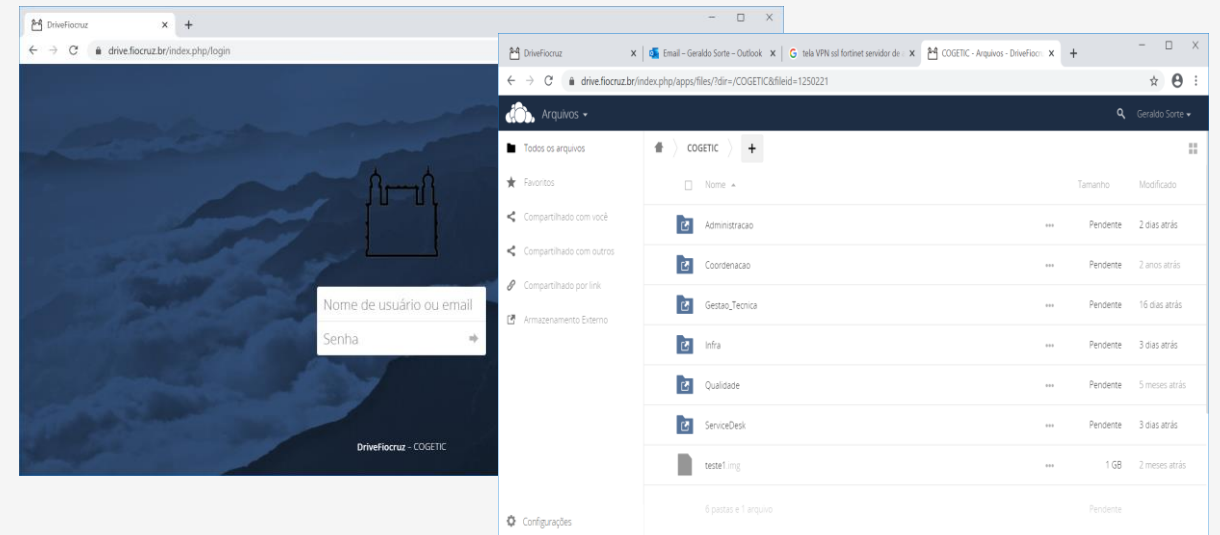 DriveFiocruz
drive.fiocruz.br/index.php/login
Nome de usuário ou email
Senha
DriveFiocruz – COGETIC
DriveFiocruz
Email – Geraldo Sorte – Outlook
tela VPN ssl fortinet servidor de
COGETIC - Arquivos - DriveFiocr
drive.fiocruz.br/index.php/apps/files/?dir=/COGETIC&fileid=1250221
Arquivos
Geraldo Sorte
Todos os arquivos
Favoritos
Compartilhado com você
Compartilhado com outros
Compartilhado por link
Armazenamento Externo
Configurações
COGETIC
Nome Tamanho Modificado
Administracao Pendente 2 dias atrás
Coordenacao Pendente 2 anos atrás
Gestao_Tecnica Pendente 16 dias atrás
Infra Pendente 3 dias atrás
Qualidade Pendente 5 meses atrás
ServiceDesk Pendente 3 dias atrás
teste1.img 1 GB 2 meses atrás
6 pastas e 1 arquivo Pendente